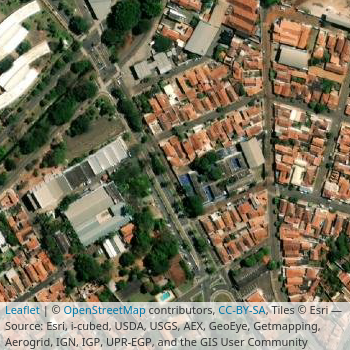 Leaflet | © OpenStreetMap contributors, CC-BY-SA, Tiles © Esri —
Source: Esri, i-cubed, USDA, USGS, AEX, GeoEye, Getmapping,
Aerogrid, IGN, IGP, UPR-EGP, and the GIS User Community